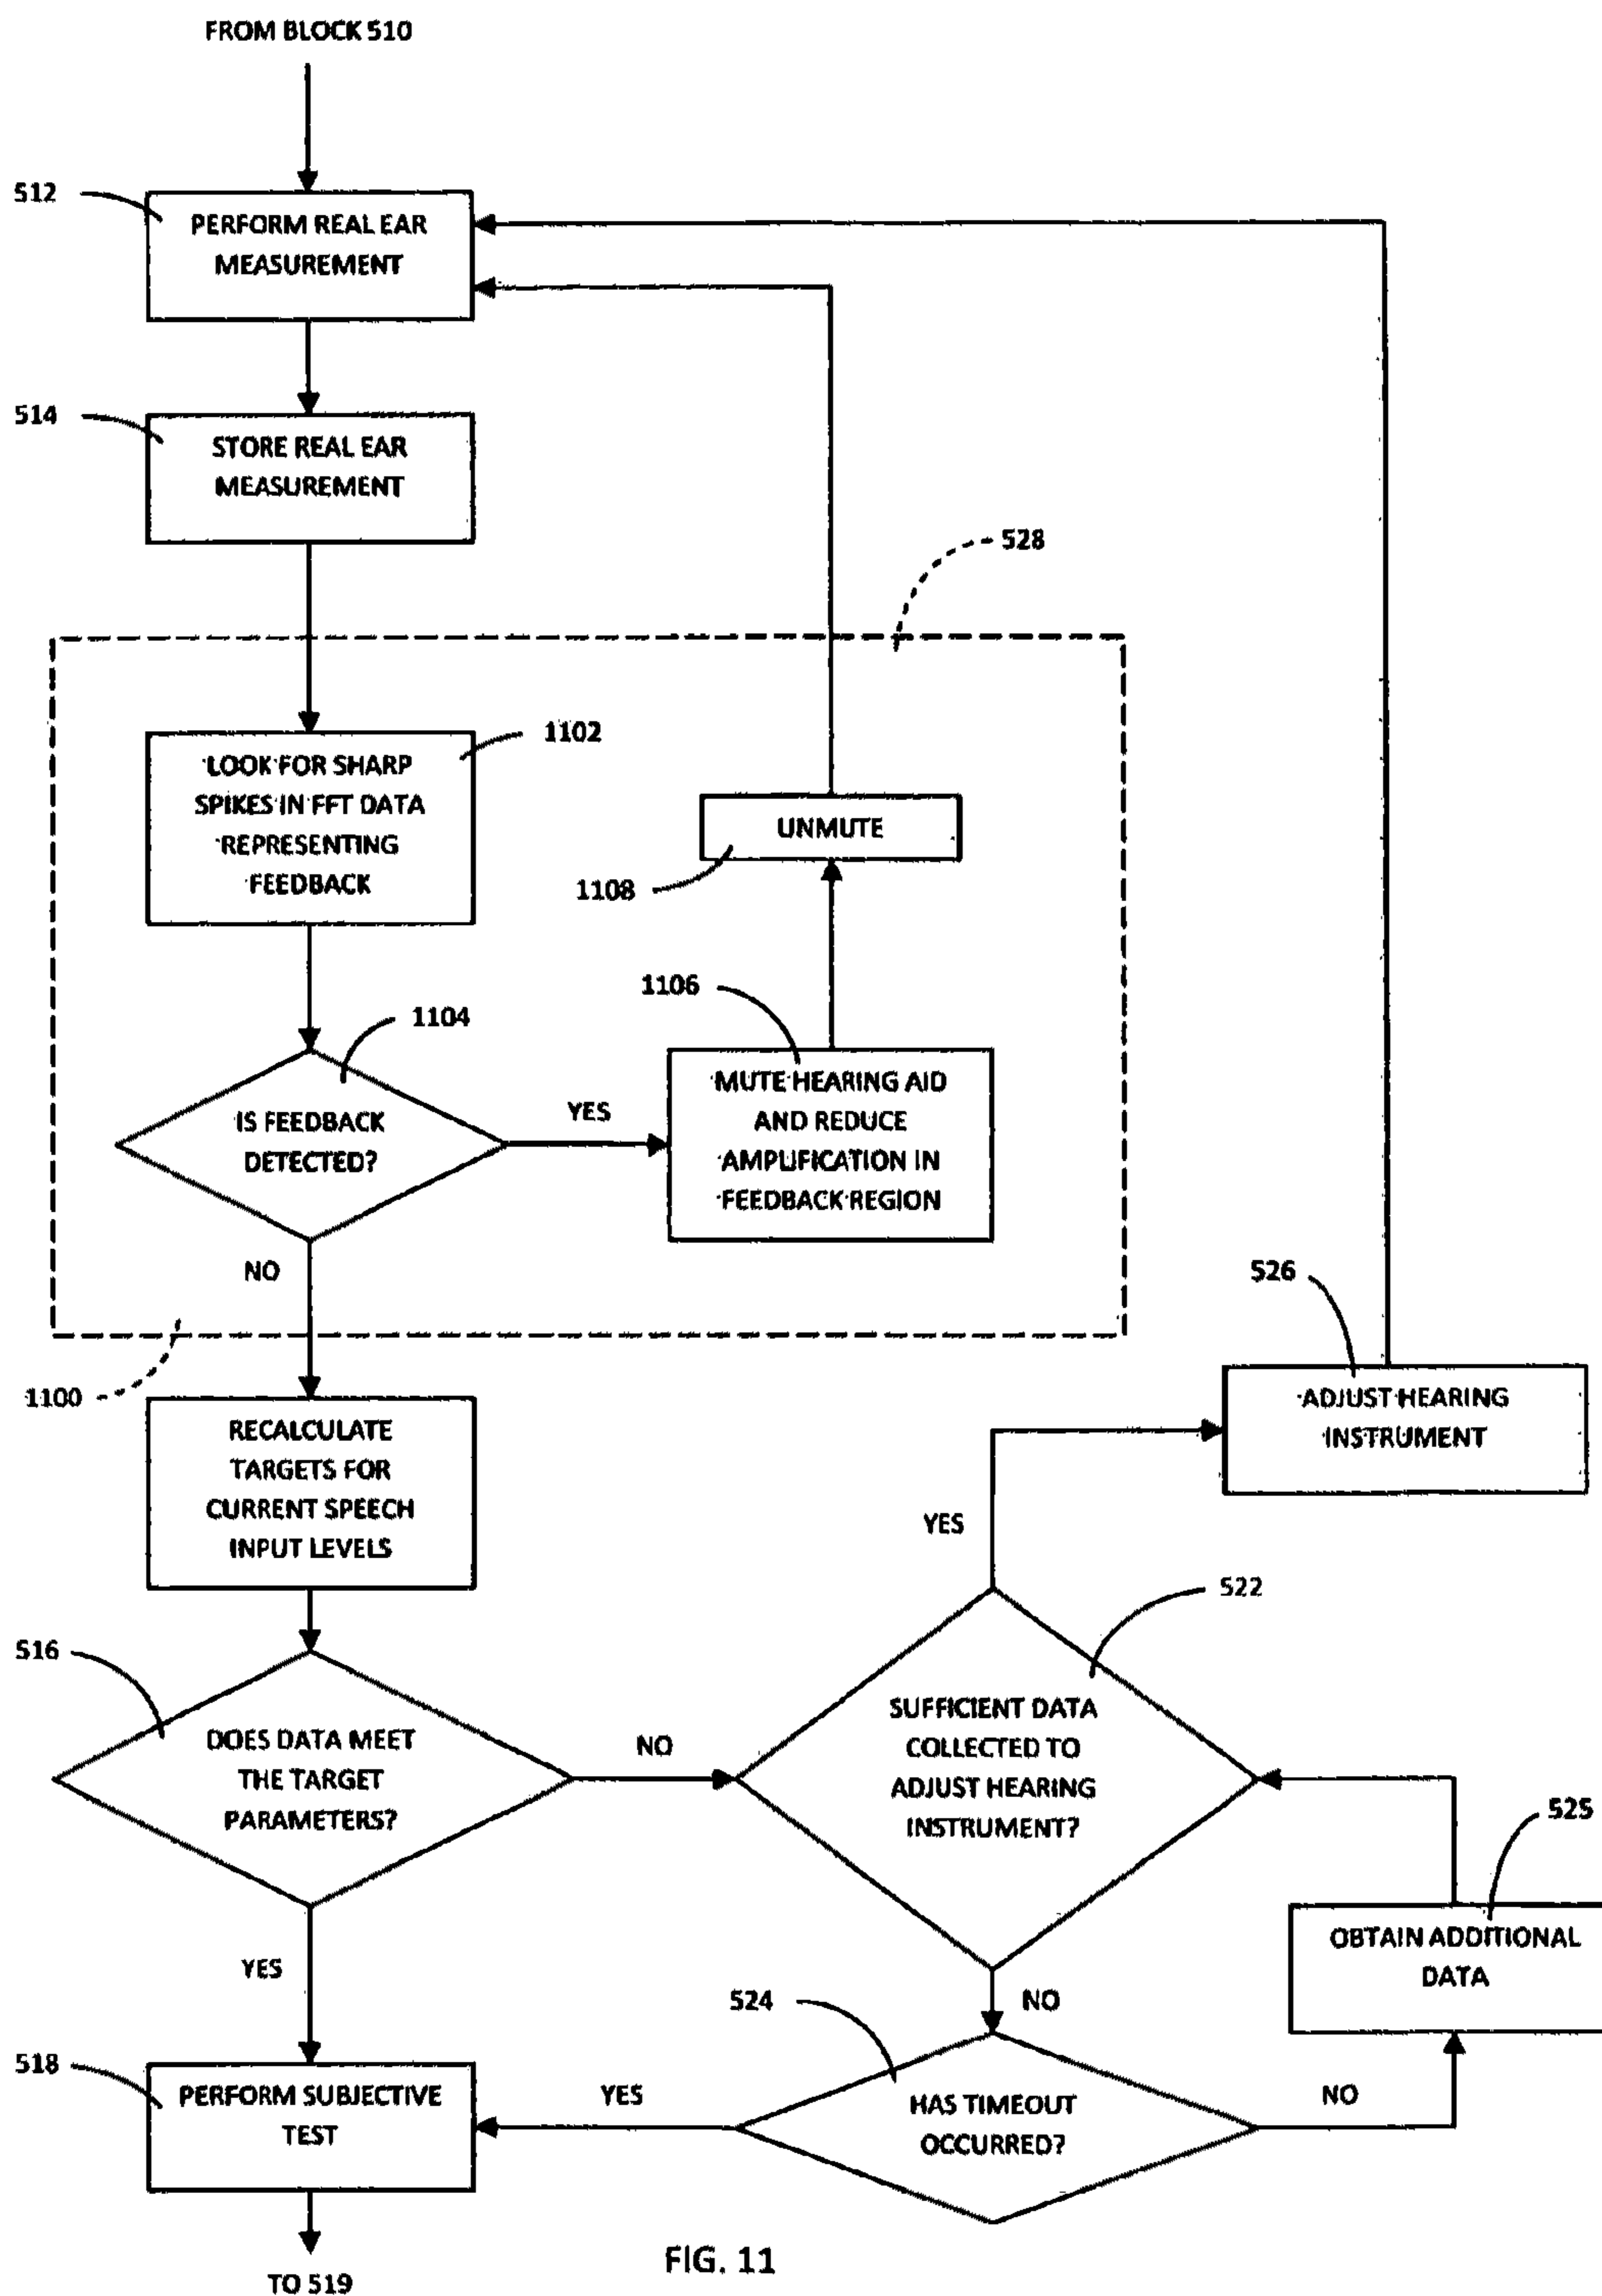 FROM BLOCK 510
512
PERFORM REAL EAR
MEASUREMENT
514
STORE REAL EAR
MEASUREMENT
528
1102
LOOK FOR SHARP
SPIKES IN FFT DATA
REPRESENTING
FEEDBACK
UNMUTE
1108
1106
1104
MUTE HEARING AID
AND REDUCE
AMPLIFICATION IN
FEEDBACK REGION
IS FEEDBACK
DETECTED?
YES
NO
1100
526
ADJUST HEARING
INSTRUMENT
RECALCULATE
TARGETS FOR
CURRENT SPEECH
INPUT LEVELS
YES
522
516
DOES DATA MEET
THE TARGET
PARAMETERS?
NO
SUFFICIENT DATA
COLLECTED TO
ADJUST HEARING
INSTRUMENT?
525
OBTAIN ADDITIONAL
DATA
YES
NO
524
518
PERFORM SUBJECTIVE
TEST
YES
HAS TIMEOUT
OCCURRED?
NO
TO 519
FIG. 11